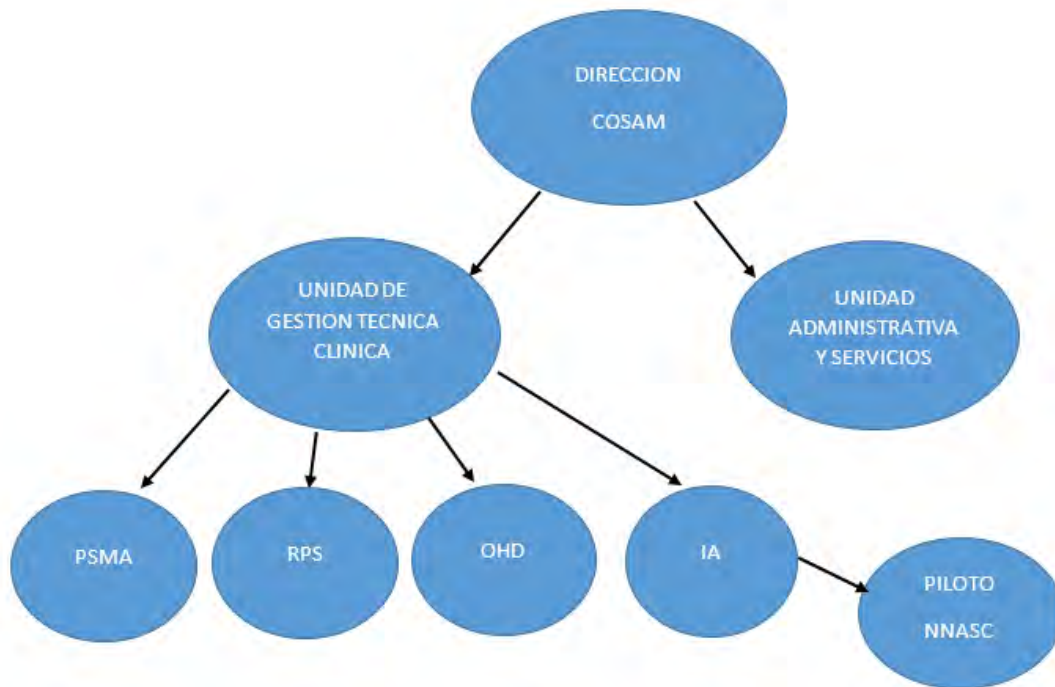 DIRECCION
COSAM
UNIDAD DE
GESTION TECNICA
CLINICA
UNIDAD
ADMINISTRATIVA
Y SERVICIOS
PSMA
RPS
OHD
IA
PILOTO
NNASC